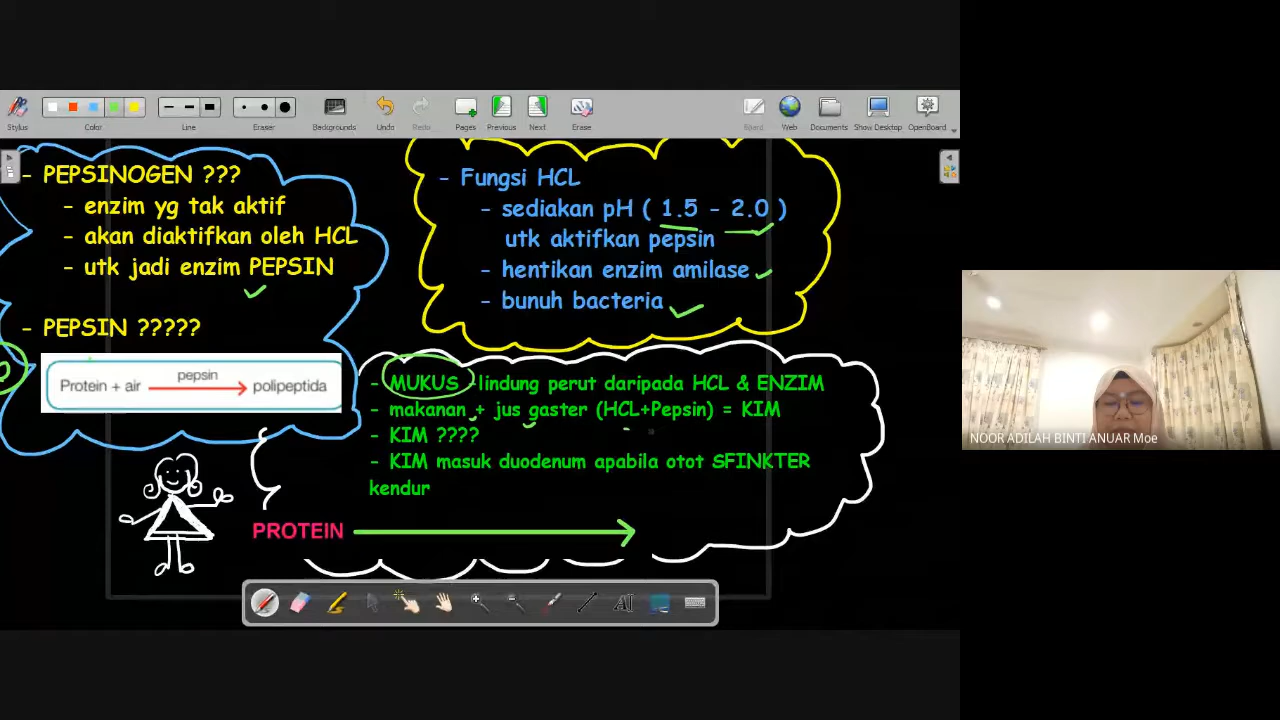 Stylus
Color
Line
Eraser
Backgrounds
Undo
Redo
Pages
Previous
Next
Erase
Board
Web
Documents
Show Desktop
OpenBoard
- PEPSINOGEN ???
- enzim yg tak aktif
- akan diaktifkan oleh HCL
- utk jadi enzim PEPSIN
- PEPSIN ?????
Protein + air pepsin polipeptida
- Fungsi HCL
- sediakan pH ( 1.5 - 2.0 )
utk aktifkan pepsin
- hentikan enzim amilase
- bunuh bacteria
- MUKUS -lindung perut daripada HCL & ENZIM
- makanan + jus gaster (HCL+Pepsin) = KIM
- KIM ????
- KIM masuk duodenum apabila otot SFINKTER
kendur
PROTEIN
NOOR ADILAH BINTI ANUAR Moe